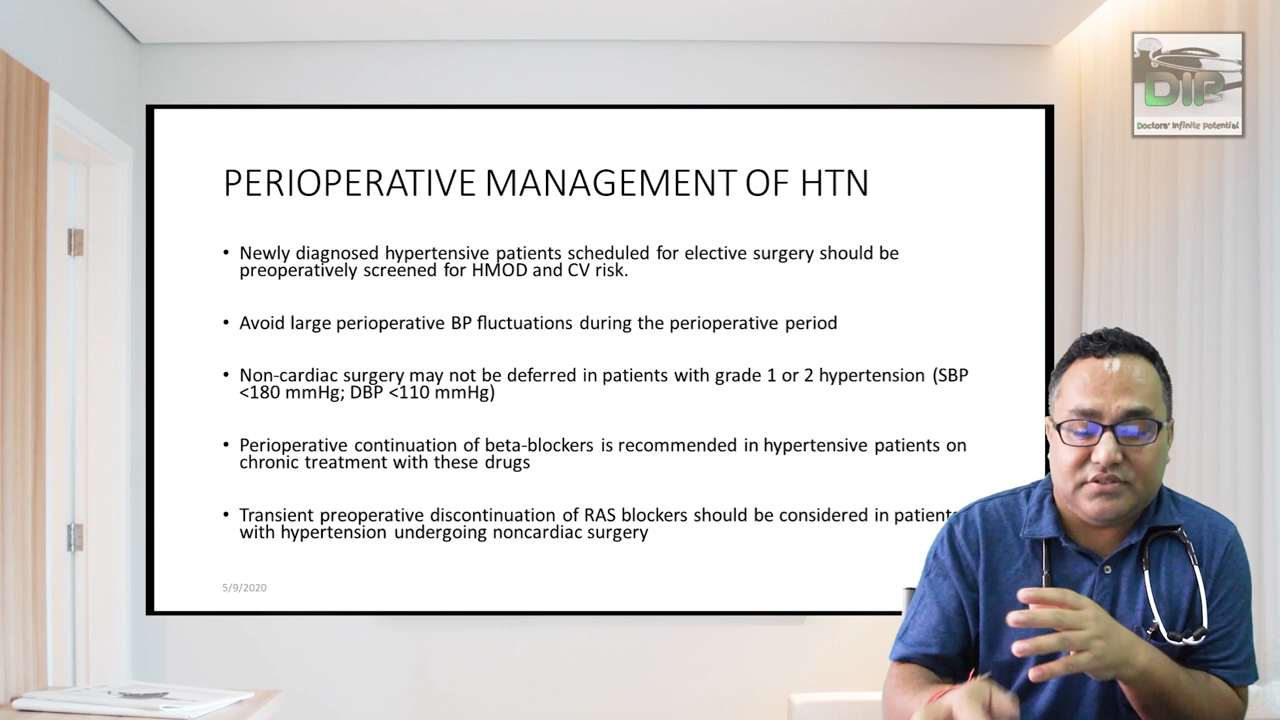 DIP
Doctors' Infinite Potential
PERIOPERATIVE MANAGEMENT OF HTN
• Newly diagnosed hypertensive patients scheduled for elective surgery should be
preoperatively screened for HMOD and CV risk.
• Avoid large perioperative BP fluctuations during the perioperative period
• Non-cardiac surgery may not be deferred in patients with grade 1 or 2 hypertension (SBP
<180 mmHg; DBP <110 mmHg)
• Perioperative continuation of beta-blockers is recommended in hypertensive patients on
chronic treatment with these drugs
• Transient preoperative discontinuation of RAS blockers should be considered in patients
with hypertension undergoing noncardiac surgery
5/9/2020